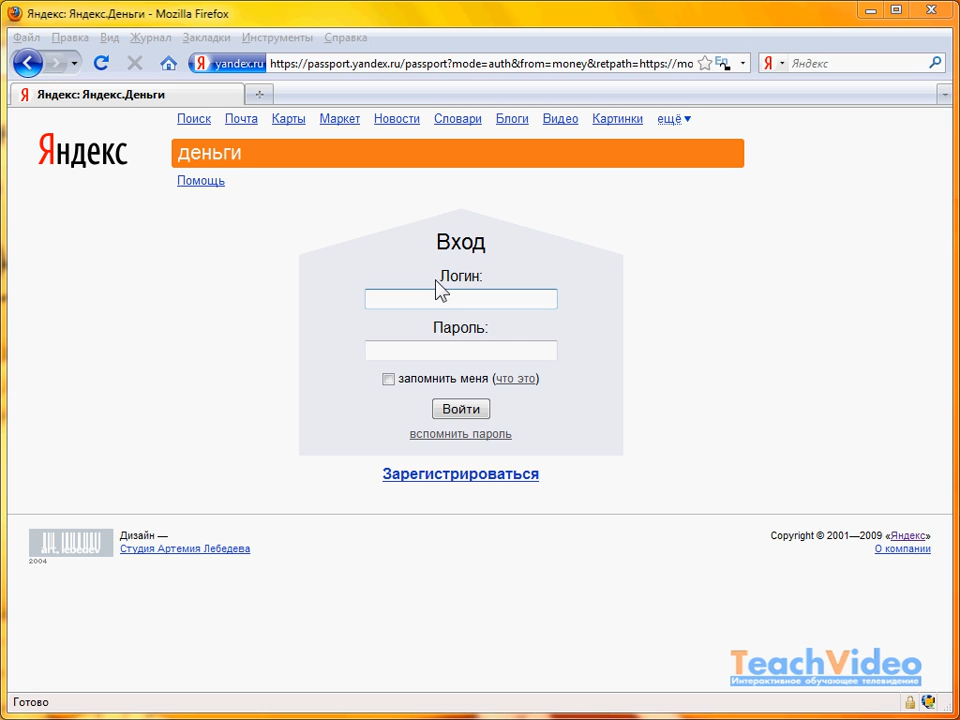 Яндекс: Яндекс.Деньги - Mozilla Firefox
Файл Правка Вид Журнал Закладки Инструменты Справка
Я yandex.ru https://passport.yandex.ru/passport?mode=auth&from=money&retpath=https://mo Я Яндекс
Я Яндекс: Яндекс.Деньги
Поиск Почта Карты Маркет Новости Словари Блоги Видео Картинки ещё
Яндекс
деньги
Помощь
Вход
Логин:
Пароль:
запомнить меня (что это)
Войти
вспомнить пароль
Зарегистрироваться
art. lebedev
2004
Дизайн —
Студия Артемия Лебедева
Copyright © 2001—2009 «Яндекс»
О компании
TeachVideo
Интерактивное обучающее телевидение
Готово